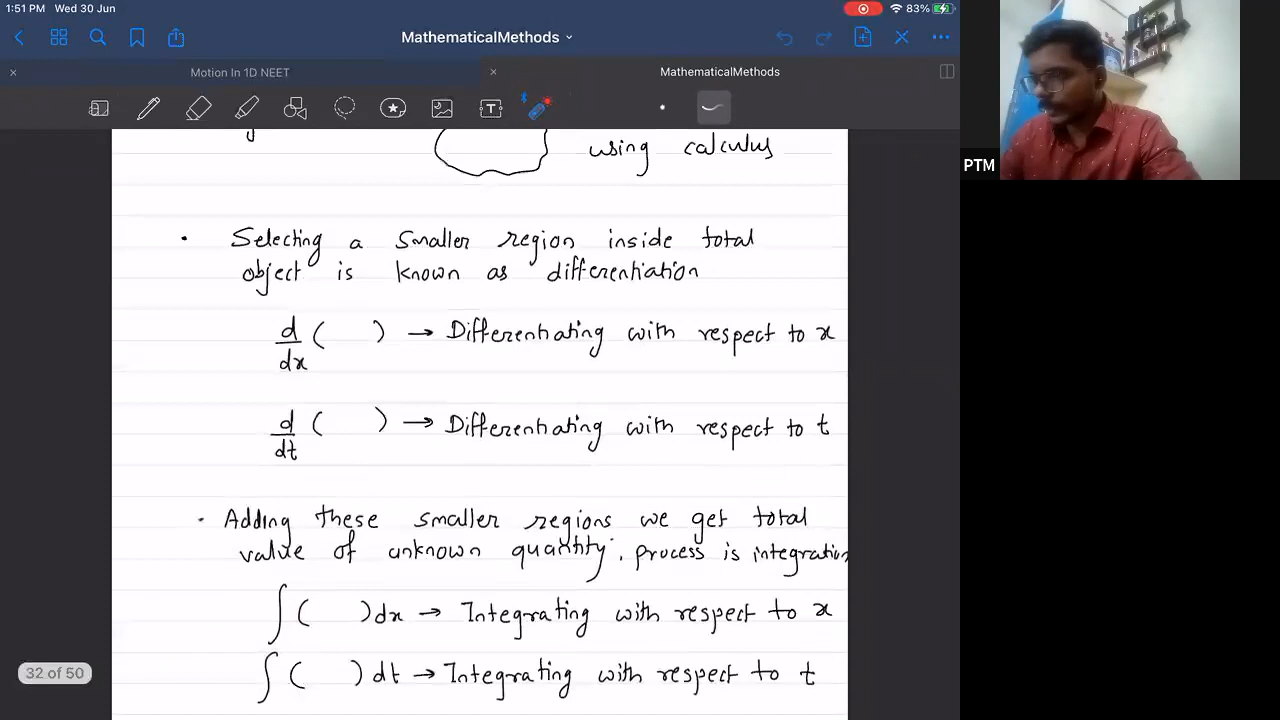 1:51 PM Wed 30 Jun
83%
MathematicalMethods
Motion In 1D NEET
MathematicalMethods
PTM
using calculus
• Selecting a smaller region inside total
object is known as differentiation
d/dx ( ) → Differentiating with respect to x
d/dt ( ) → Differentiating with respect to t
• Adding these smaller regions we get total
value of unknown quantity. process is integration
∫ ( ) dx → Integrating with respect to x
∫ ( ) dt → Integrating with respect to t
32 of 50